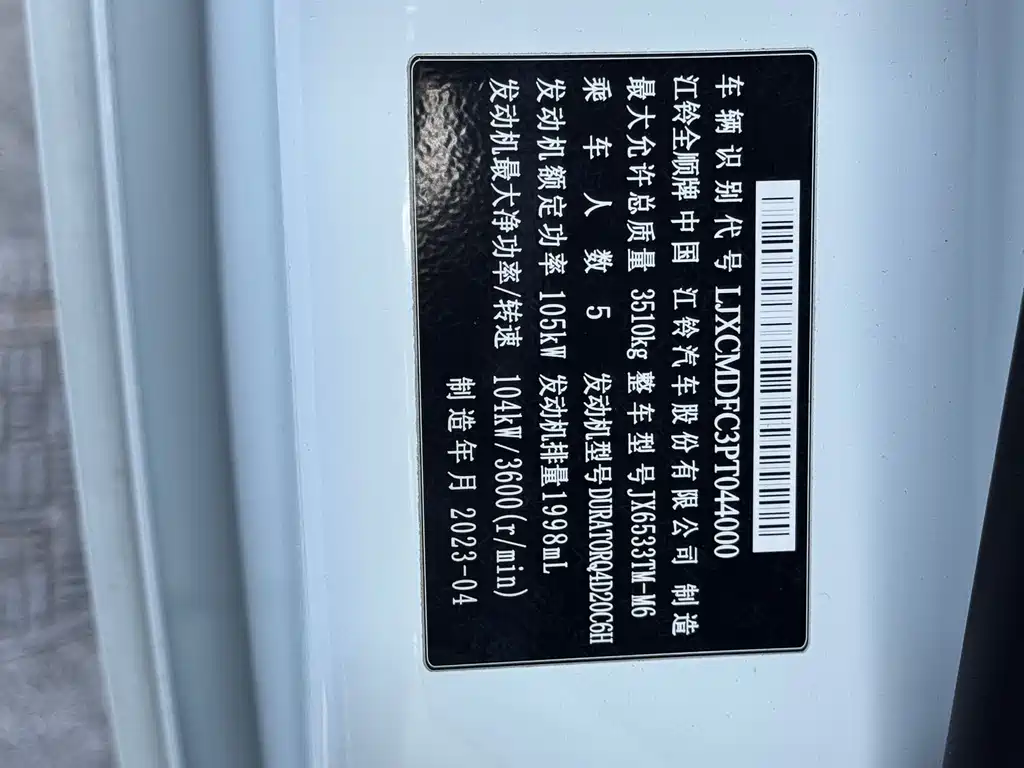 车辆识别代号 LJXCMDFC3PT044000
江铃全顺牌 中国 江铃汽车股份有限公司 制造
最大允许总质量 3510kg 整车型号 JX6533TM-M6
乘车人数 5 发动机型号 DURATORQ4D20C6H
发动机额定功率 105kW 发动机排量 1998mL
发动机最大净功率/转速 104kW/3600(r/min)
制造年月 2023-04